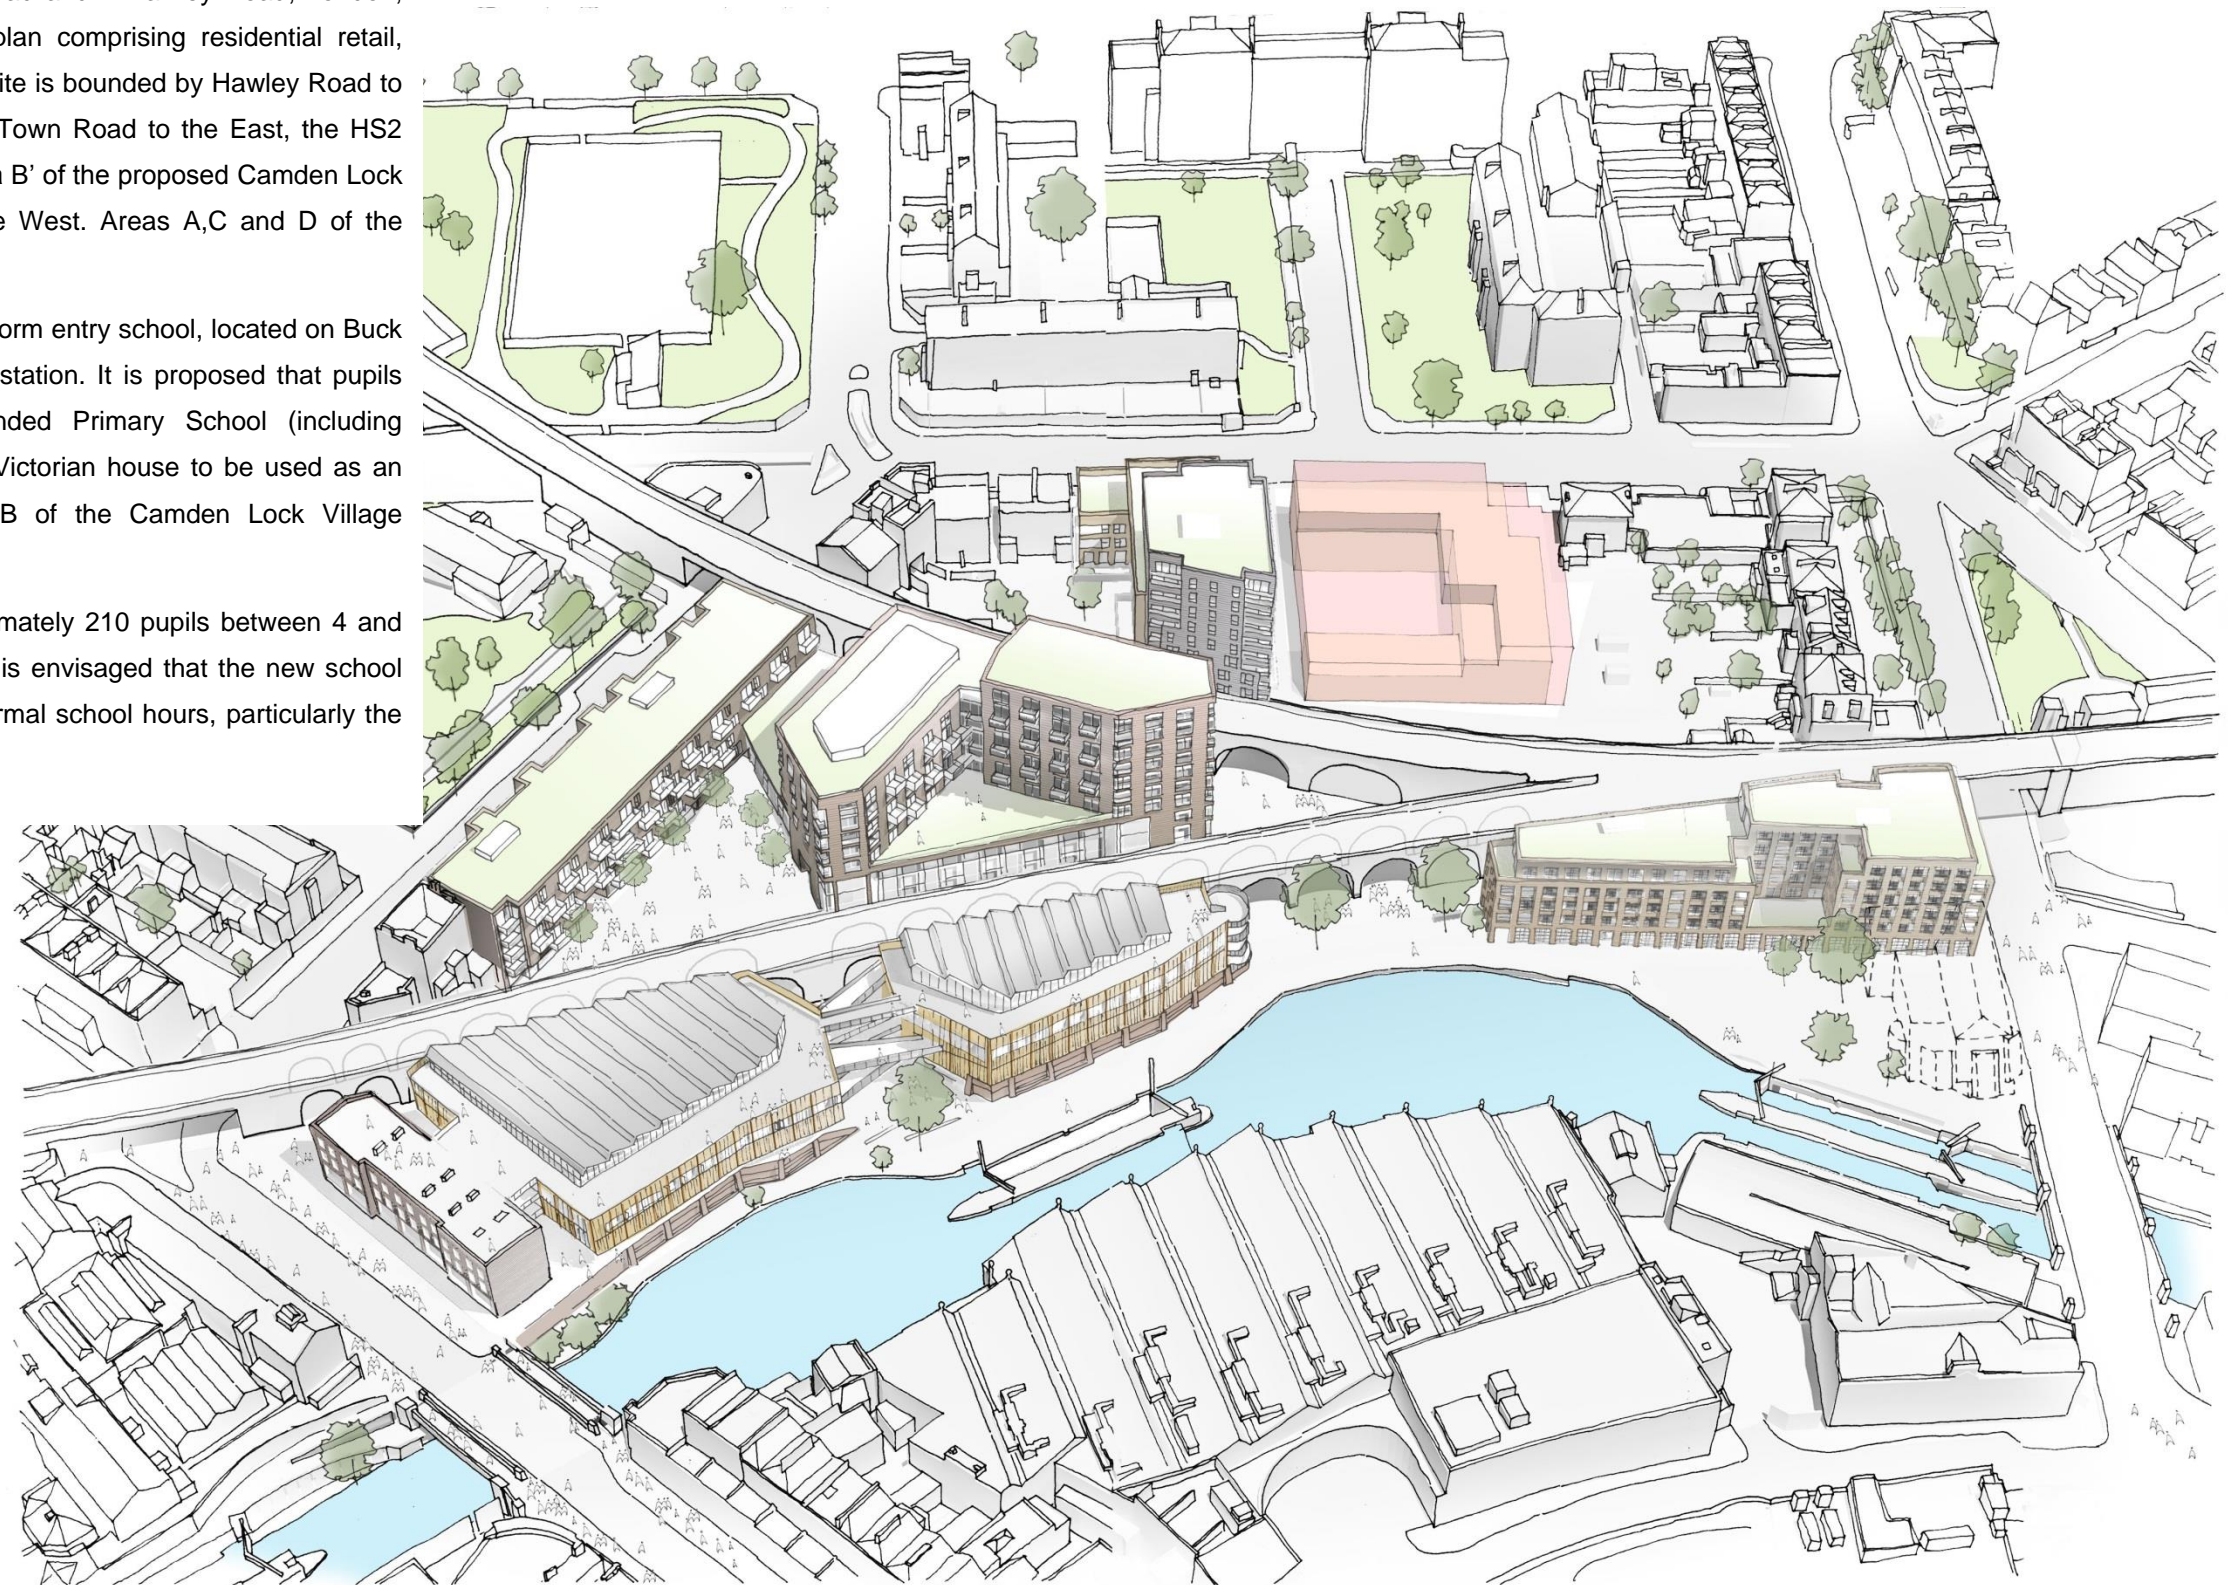 plan comprising residential retail,
ite is bounded by Hawley Road to
Town Road to the East, the HS2
B’ of the proposed Camden Lock
West. Areas A,C and D of the
orm entry school, located on Buck
station. It is proposed that pupils
nded Primary School (including
Victorian house to be used as an
B of the Camden Lock Village
mately 210 pupils between 4 and
is envisaged that the new school
rmal school hours, particularly the